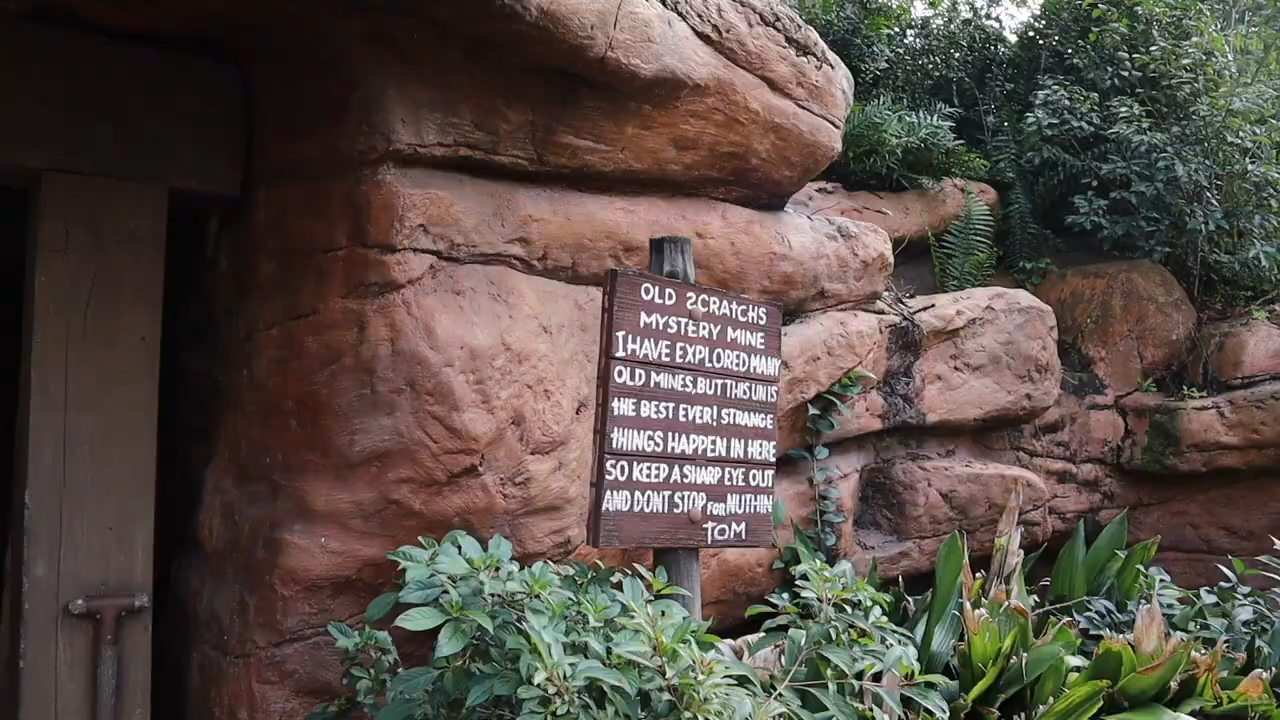 OLD SCRATCHS
MYSTERY MINE
I HAVE EXPLORED MANY
OLD MINES, BUT THIS UN IS
THE BEST EVER! STRANGE
THINGS HAPPEN IN HERE
SO KEEP A SHARP EYE OUT
AND DONT STOP FOR NUTHIN
TOM